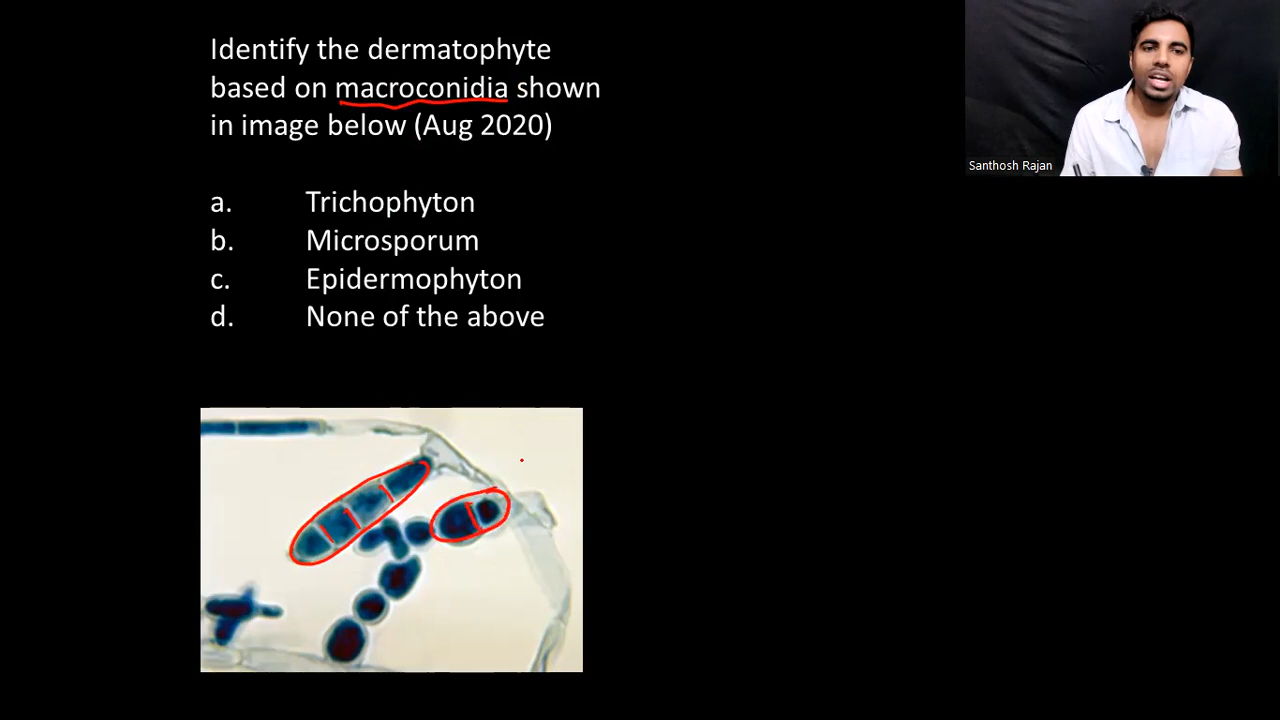 Identify the dermatophyte
based on macroconidia shown
in image below (Aug 2020)
a. Trichophyton
b. Microsporum
c. Epidermophyton
d. None of the above
Santhosh Rajan